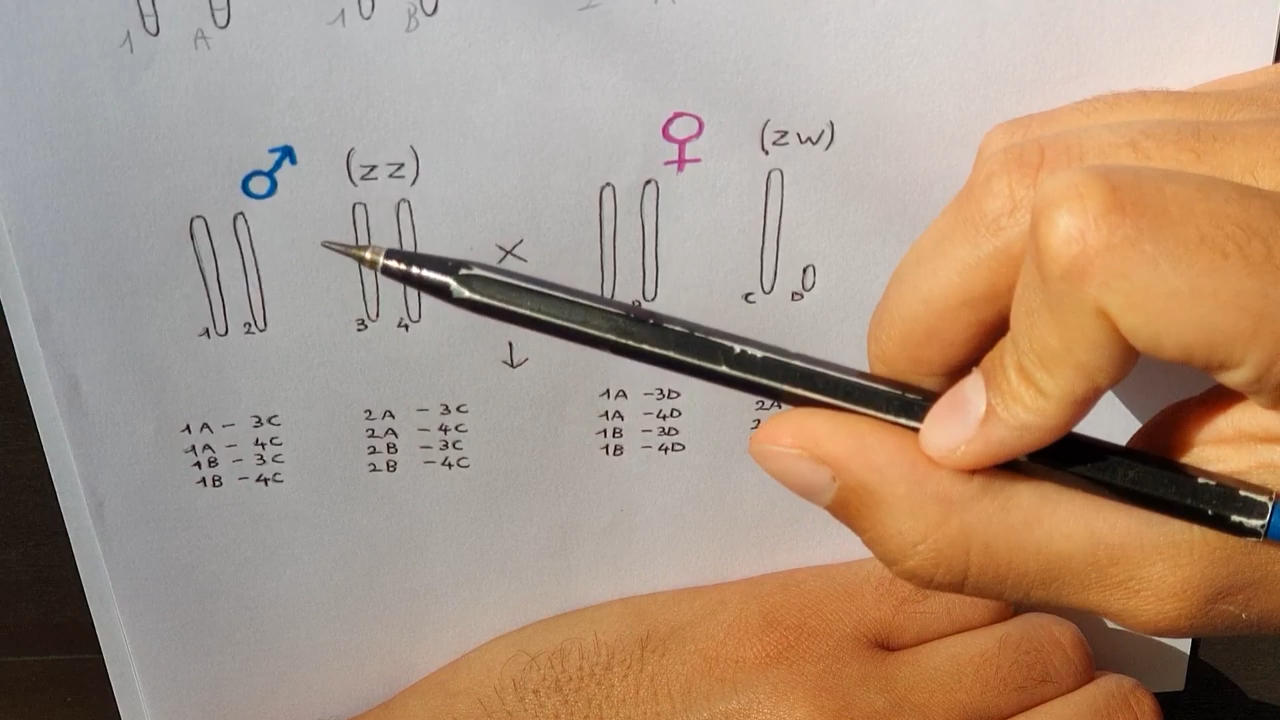 1 A 1 B
♂ (zz) ♀ (zw)
x
1 2 3 4 C D
↓
1A - 3C
1A - 4C
1B - 3C
1B - 4C
2A - 3C
2A - 4C
2B - 3C
2B - 4C
1A - 3D
1A - 4D
1B - 3D
1B - 4D
2A